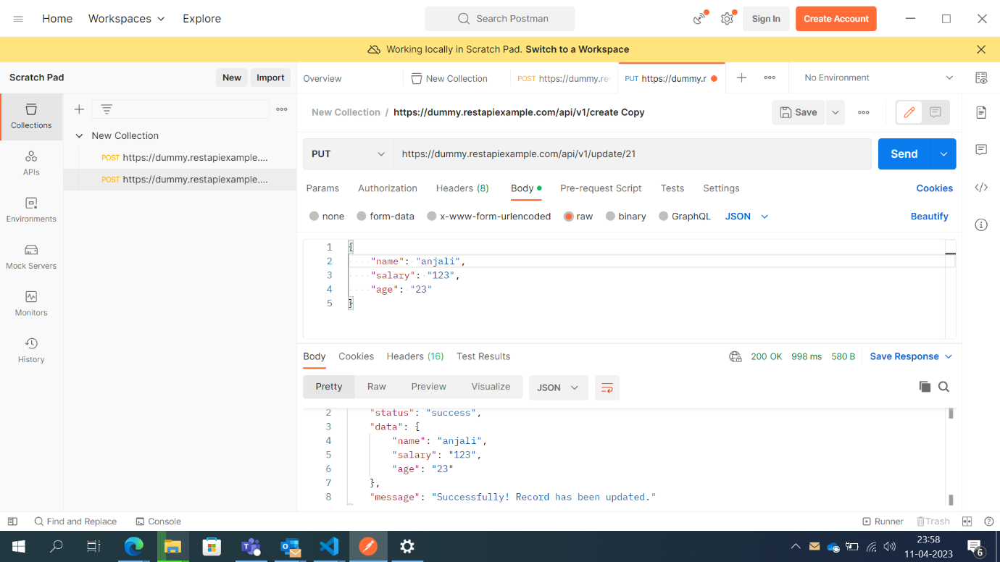 Home Workspaces Explore Search Postman Sign In Create Account
Working locally in Scratch Pad. Switch to a Workspace
Scratch Pad New Import Overview New Collection POST https://dummy.re PUT https://dummy.r No Environment
New Collection / https://dummy.restapiexample.com/api/v1/create Copy Save
Collections
New Collection
POST https://dummy.restapiexample....
POST https://dummy.restapiexample....
APIs
Environments
Mock Servers
Monitors
History
PUT https://dummy.restapiexample.com/api/v1/update/21 Send
Params Authorization Headers (8) Body Pre-request Script Tests Settings Cookies
none form-data x-www-form-urlencoded raw binary GraphQL JSON Beautify
1 {
2 "name": "anjali",
3 "salary": "123",
4 "age": "23"
5 }
Body Cookies Headers (16) Test Results 200 OK 998 ms 580 B Save Response
Pretty Raw Preview Visualize JSON
2 "status": "success",
3 "data": {
4 "name": "anjali",
5 "salary": "123",
6 "age": "23"
7 },
8 "message": "Successfully! Record has been updated."
Find and Replace Console Runner Trash
23:58
11-04-2023
6